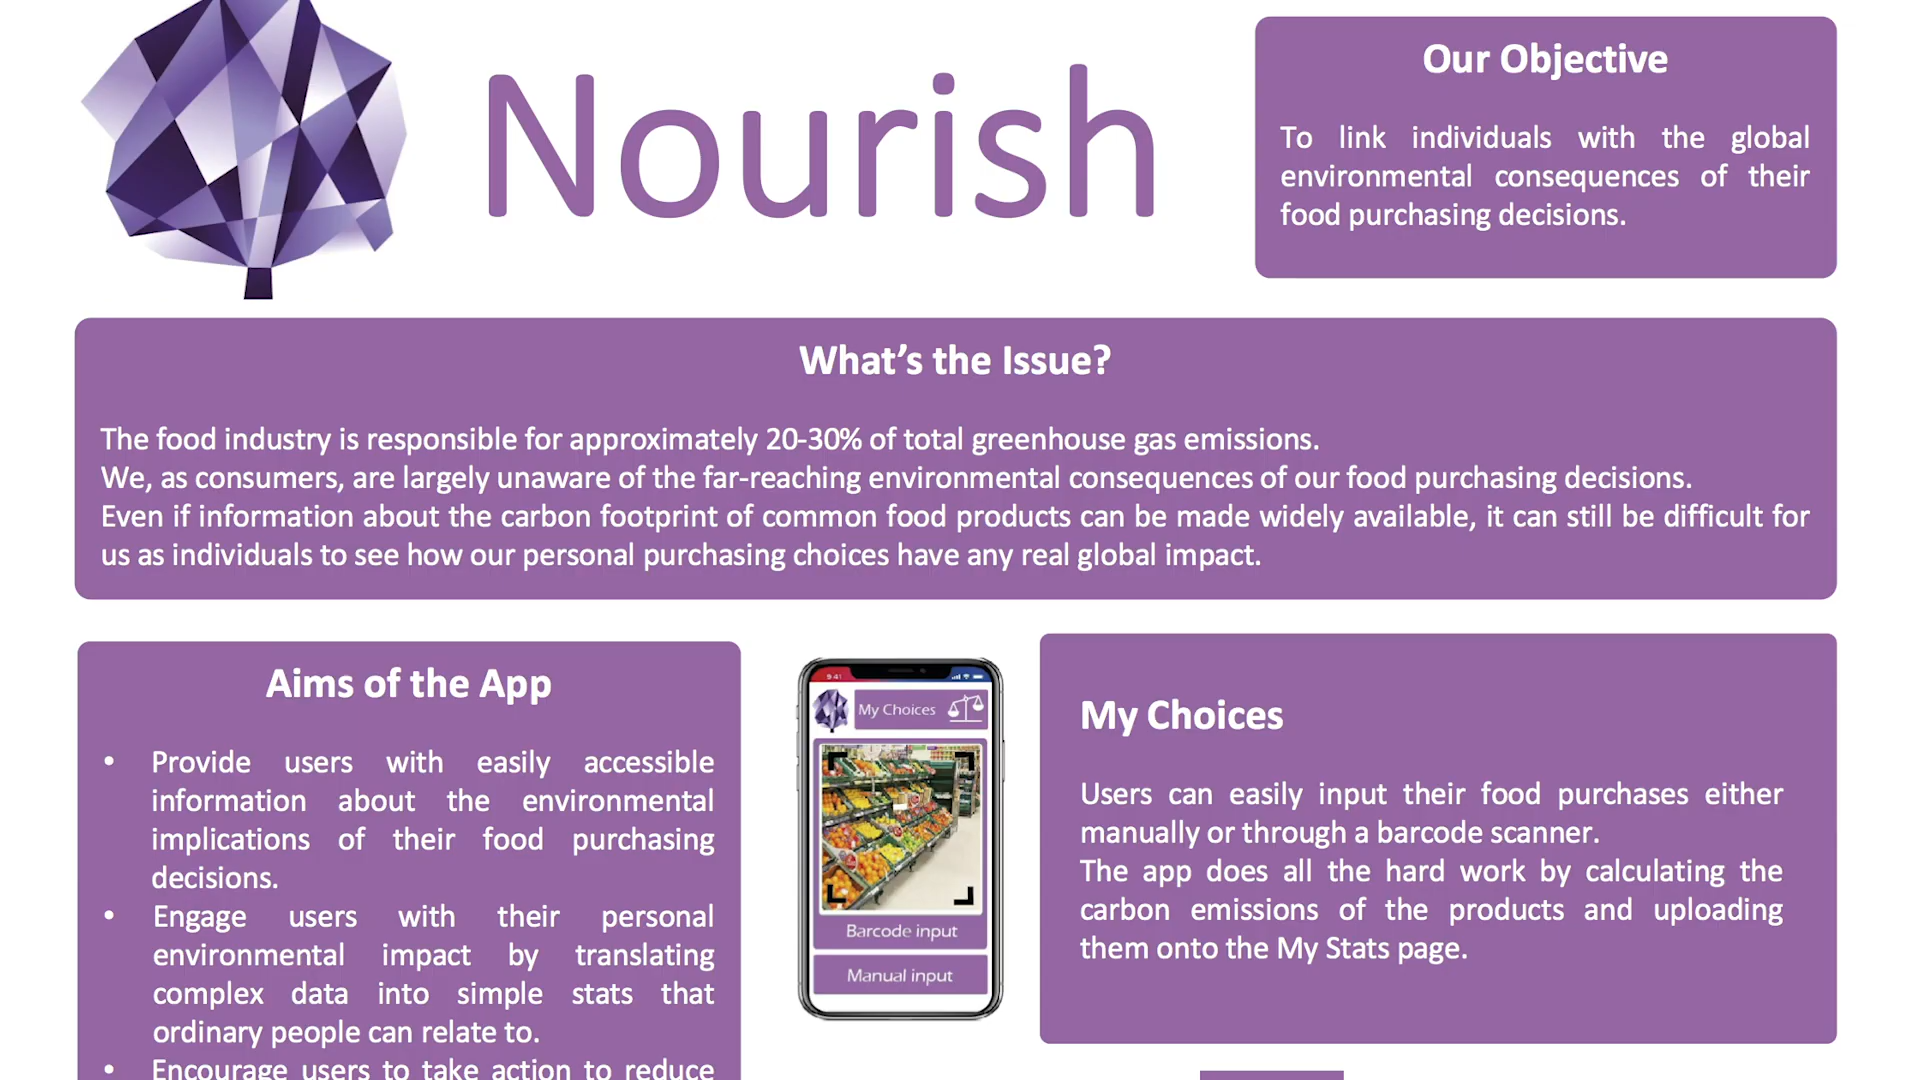 Nourish
Our Objective
To link individuals with the global
environmental consequences of their
food purchasing decisions.
What's the Issue?
The food industry is responsible for approximately 20-30% of total greenhouse gas emissions.
We, as consumers, are largely unaware of the far-reaching environmental consequences of our food purchasing decisions.
Even if information about the carbon footprint of common food products can be made widely available, it can still be difficult for
us as individuals to see how our personal purchasing choices have any real global impact.
Aims of the App
• Provide users with easily accessible
information about the environmental
implications of their food purchasing
decisions.
• Engage users with their personal
environmental impact by translating
complex data into simple stats that
ordinary people can relate to.
• Encourage users to take action to reduce
9:41
My Choices
Barcode input
Manual input
My Choices
Users can easily input their food purchases either
manually or through a barcode scanner.
The app does all the hard work by calculating the
carbon emissions of the products and uploading
them onto the My Stats page.